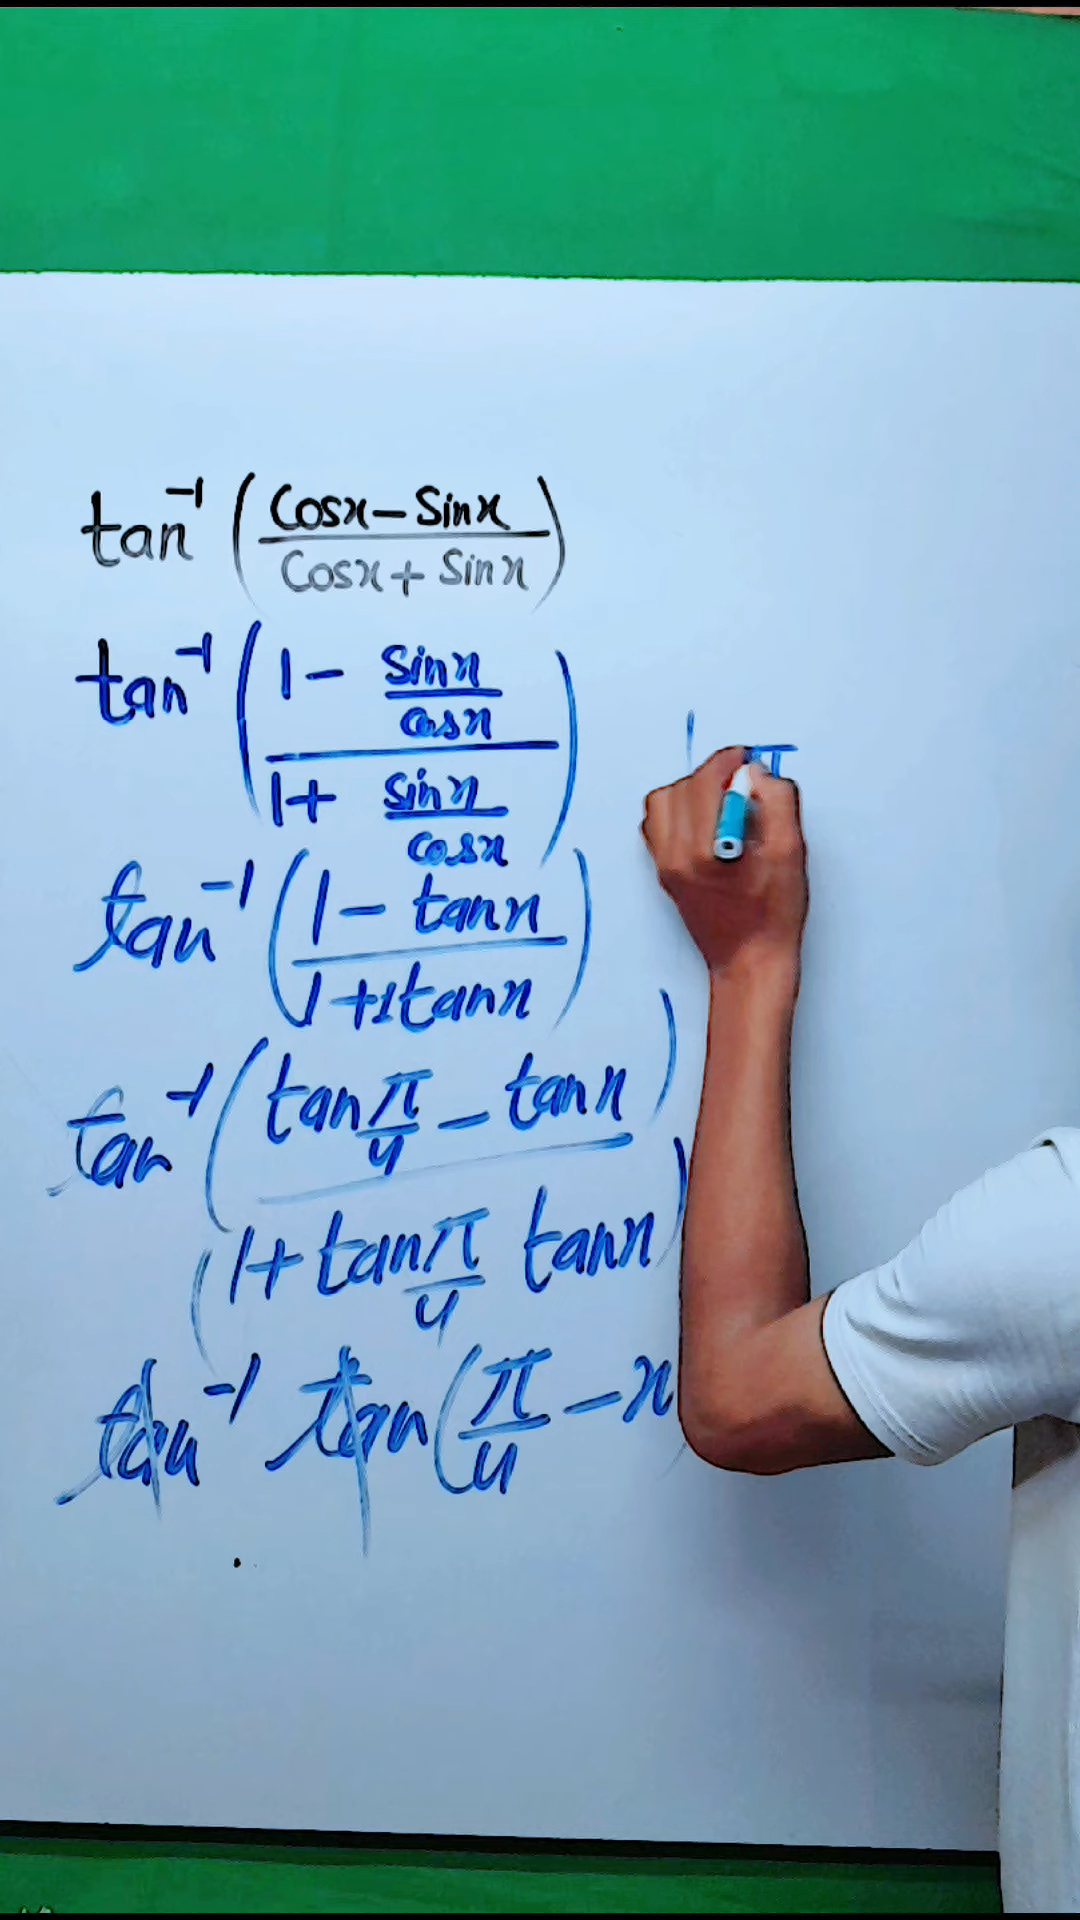 tan⁻¹ (Cosx – Sinx / Cosx + Sinx)
tan⁻¹ (1 – sinx/cosx / 1 + sinx/cosx)
tan⁻¹ (1 – tanx / 1 + 1tanx)
tan⁻¹ (tan π/4 – tanx)
(1 + tan π/4 tanx)
tan⁻¹ tan (π/4 – x
π